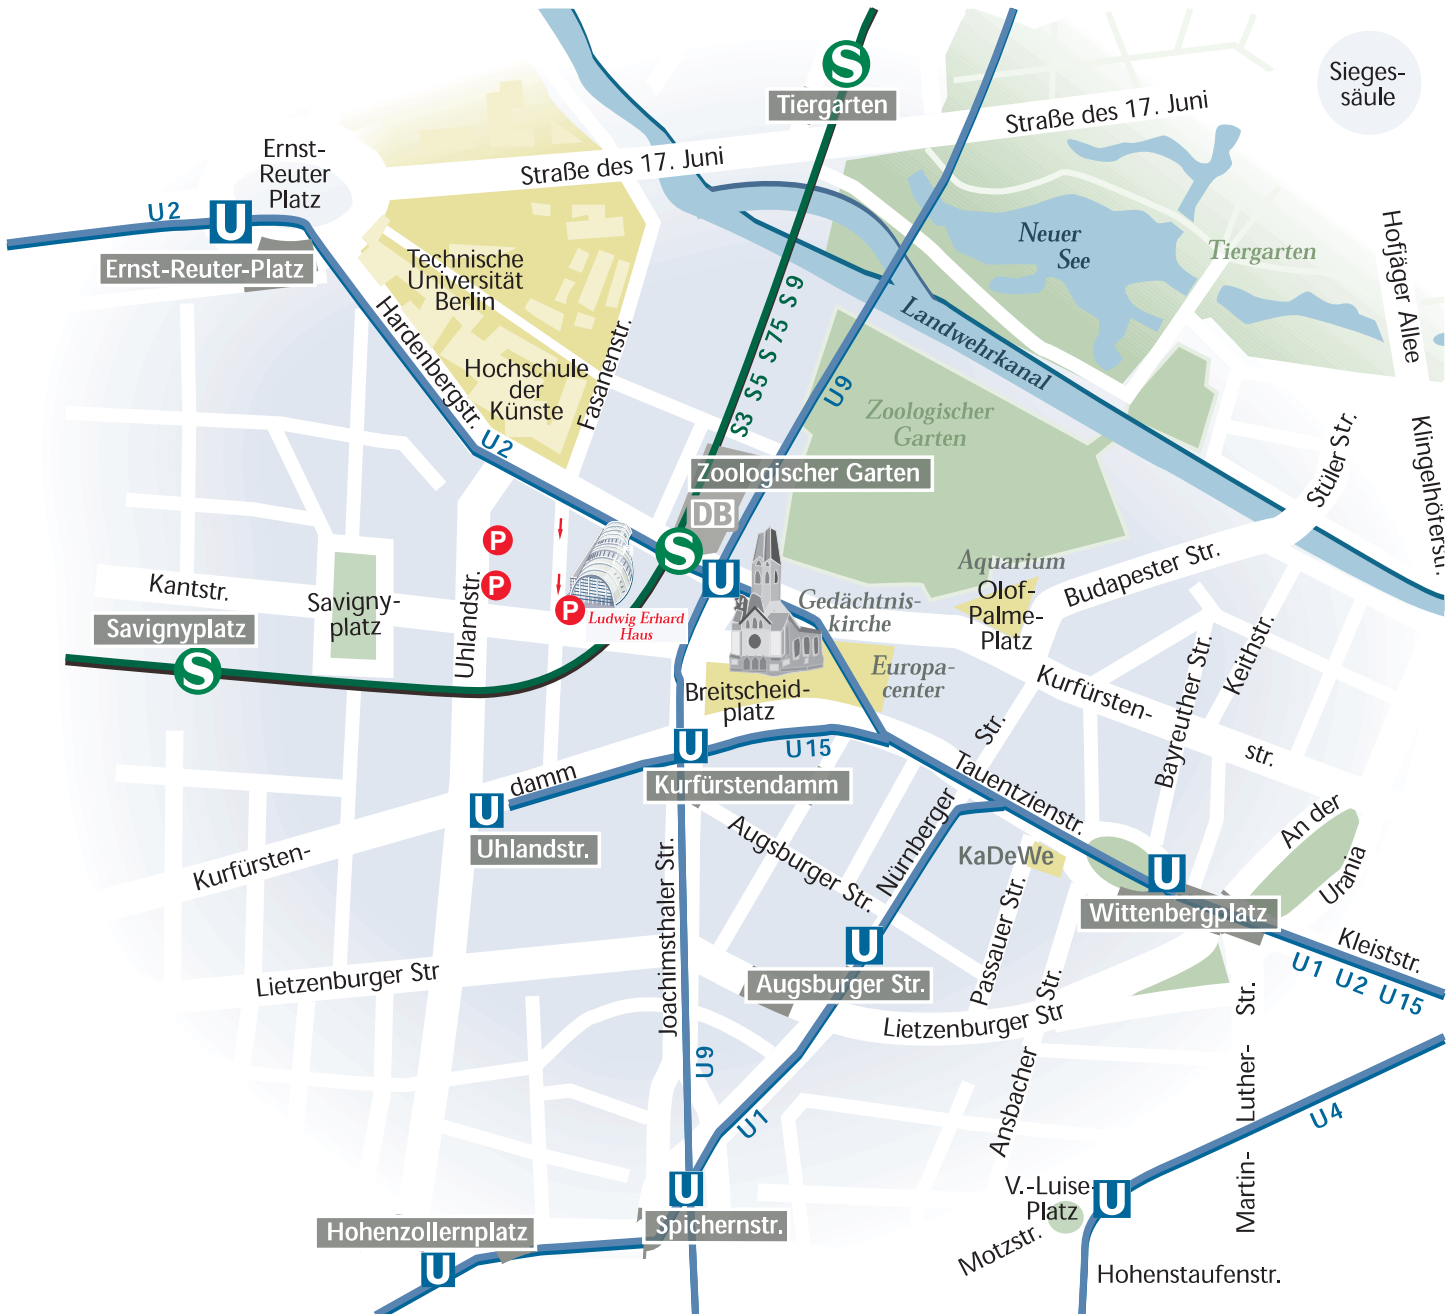 S
Tiergarten
Sieges-
säule
Straße des 17. Juni
Straße des 17. Juni
Ernst-
Reuter
Platz
U2
U
Ernst-Reuter-Platz
Technische
Universität
Berlin
Hochschule
der
Künste
Hardenbergstr.
U2
Fasanenstr.
S3 S5 S75 S9
U9
Neuer
See
Tiergarten
Hofjäger Allee
Landwehrkanal
Zoologischer
Garten
Stüler Str.
Klingelhöferstr.
Zoologischer Garten
DB
S
U
P
P
P
Ludwig Erhard
Haus
Aquarium
Olof-
Palme-
Platz
Budapester Str.
Gedächtnis-
kirche
Europa-
center
Breitscheid-
platz
Kantstr.
Savigny-
platz
Savignyplatz
S
Uhlandstr.
Kurfürsten-
str.
Bayreuther Str.
Keithstr.
Nürnberger
Str.
Tauentzienstr.
U15
U
Kurfürstendamm
damm
U
Uhlandstr.
Kurfürsten-
Augsburger Str.
KaDeWe
An der
Urania
U
Wittenbergplatz
Kleiststr.
U1 U2 U15
Joachimsthaler Str.
Lietzenburger Str
U
Augsburger Str.
Passauer Str.
Lietzenburger Str
Ansbacher
Str.
Martin-
Luther-
Str.
U9
U1
U4
U
Spichernstr.
Hohenzollernplatz
U
V.-Luise-
Platz
U
Motzstr.
Hohenstaufenstr.